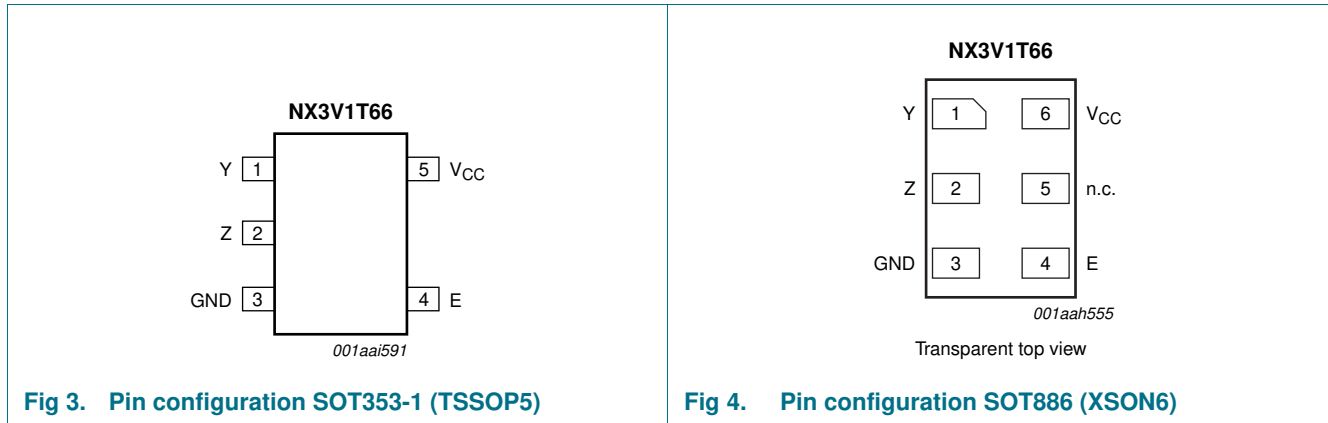 NX3V1T66
Y 1 5 VCC
Z 2
GND 3 4 E
001aai591
Fig 3. Pin configuration SOT353-1 (TSSOP5)
NX3V1T66
Y 1 6 VCC
Z 2 5 n.c.
GND 3 4 E
001aah555
Transparent top view
Fig 4. Pin configuration SOT886 (XSON6)